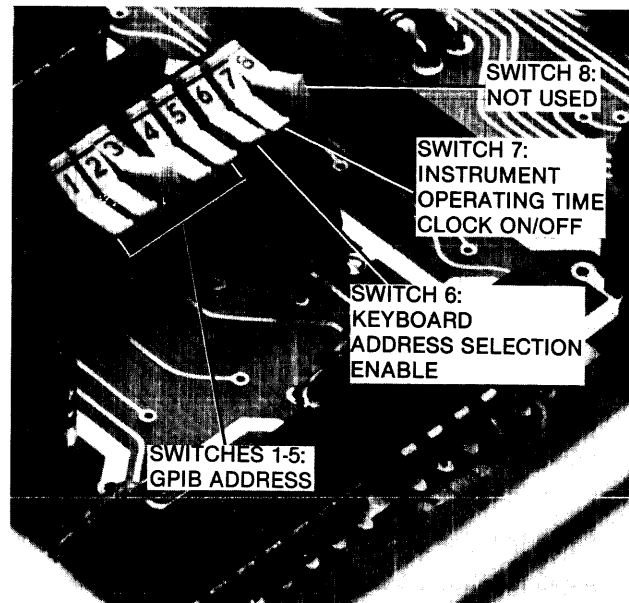 1 2 3 4 5 6 7 8
SWITCH 8:
NOT USED
SWITCH 7:
INSTRUMENT
OPERATING TIME
CLOCK ON/OFF
SWITCH 6:
KEYBOARD
ADDRESS SELECTION
ENABLE
SWITCHES 1-5:
GPIB ADDRESS